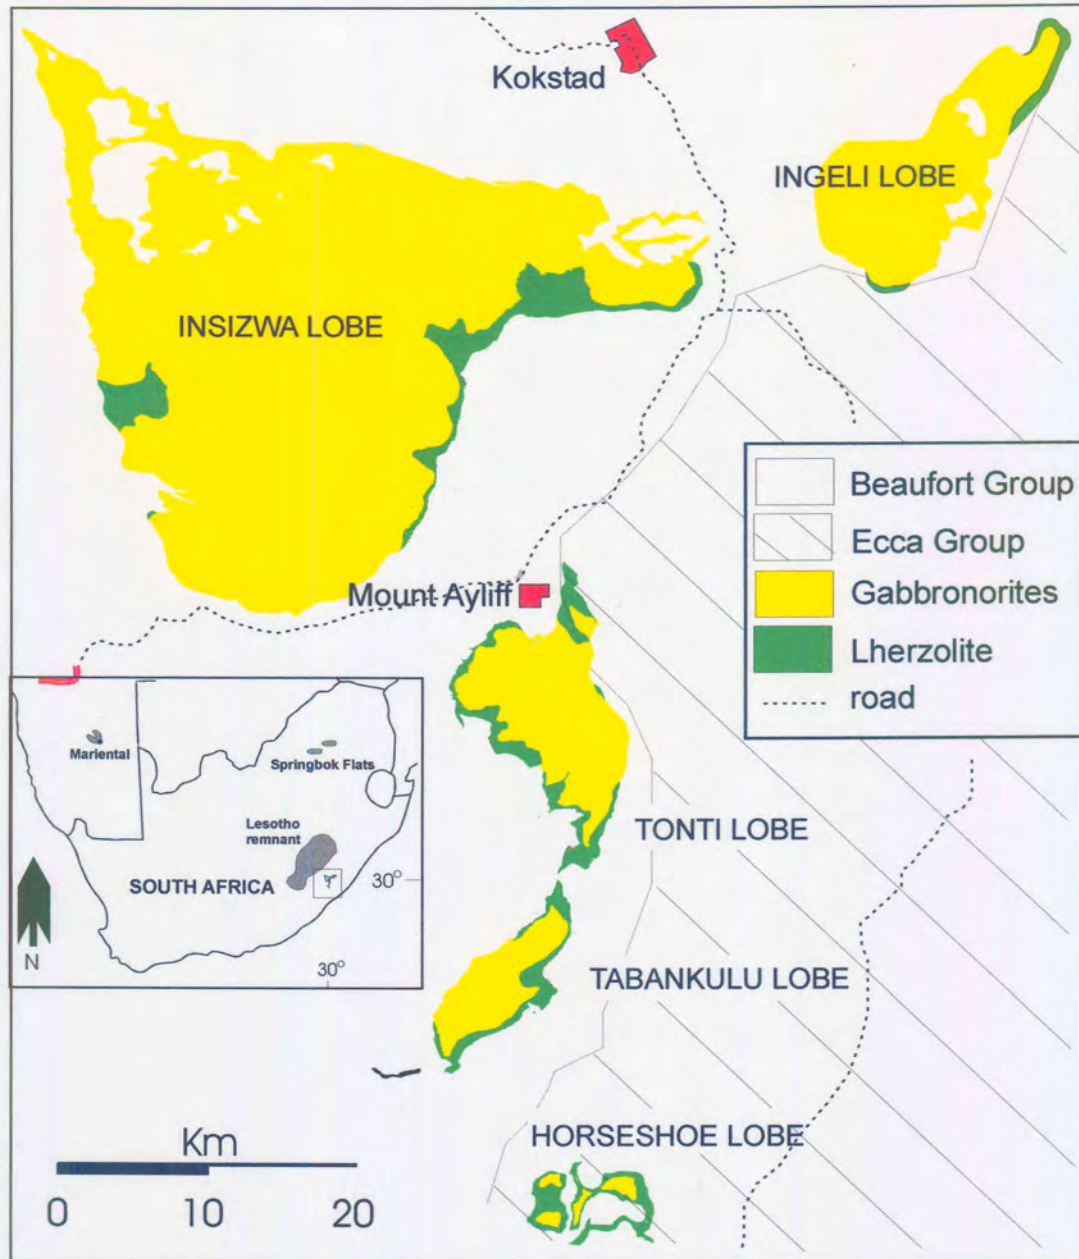 Kokstad
INGELI LOBE
INSIZWA LOBE
Beaufort Group
Ecca Group
Gabbronorites
Lherzolite
road
Mount Ayliff
Mariental
Springbok Flats
Lesotho
remnant
SOUTH AFRICA
30°
N
30°
TONTI LOBE
TABANKULU LOBE
HORSESHOE LOBE
Km
0 10 20